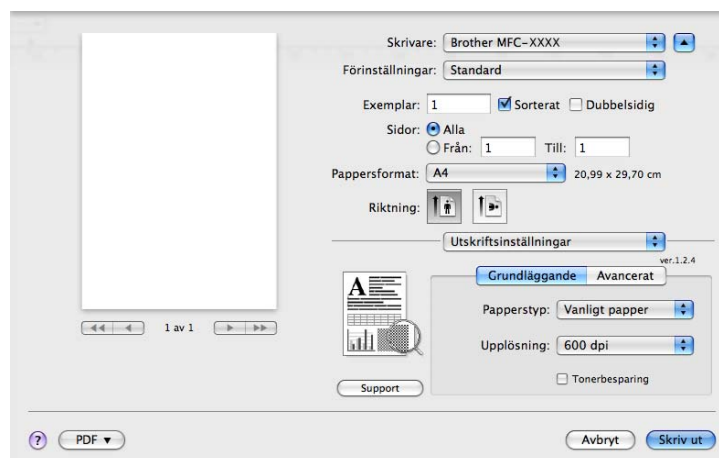 Skrivare: Brother MFC-XXXX
Förinställningar: Standard
Exemplar: 1 Sorterat Dubbelsidig
Sidor: Alla
Från: 1 Till: 1
Pappersformat: A4 20,99 x 29,70 cm
Riktning:
Utskriftsinställningar
ver.1.2.4
Grundläggande Avancerat
A
Papperstyp: Vanligt papper
1 av 1
Upplösning: 600 dpi
Tonerbesparing
Support
? PDF ▼ Avbryt Skriv ut